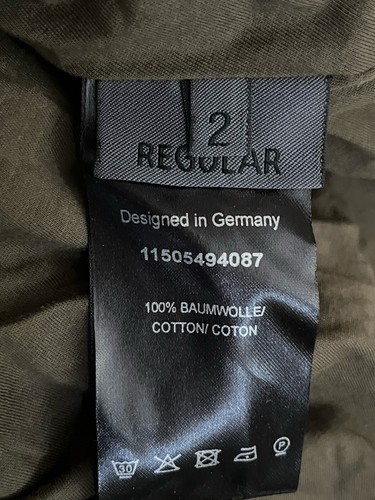 2
REGULAR
Designed in Germany
11505494087
100% BAUMWOLLE/
COTTON/ COTON
30 P